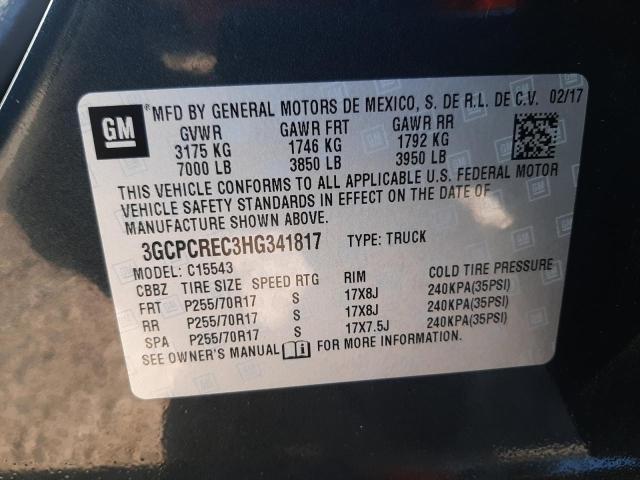 GM
® MFD BY GENERAL MOTORS DE MEXICO, S. DE R.L. DE C.V. 02/17
GVWR GAWR FRT GAWR RR
3175 KG 1746 KG 1792 KG
7000 LB 3850 LB 3950 LB
THIS VEHICLE CONFORMS TO ALL APPLICABLE U.S. FEDERAL MOTOR
VEHICLE SAFETY STANDARDS IN EFFECT ON THE DATE OF
MANUFACTURE SHOWN ABOVE.
3GCPCREC3HG341817 TYPE: TRUCK
MODEL: C15543
CBBZ TIRE SIZE SPEED RTG RIM COLD TIRE PRESSURE
FRT P255/70R17 S 17X8J 240KPA(35PSI)
RR P255/70R17 S 17X8J 240KPA(35PSI)
SPA P255/70R17 S 17X7.5J 240KPA(35PSI)
SEE OWNER'S MANUAL FOR MORE INFORMATION.